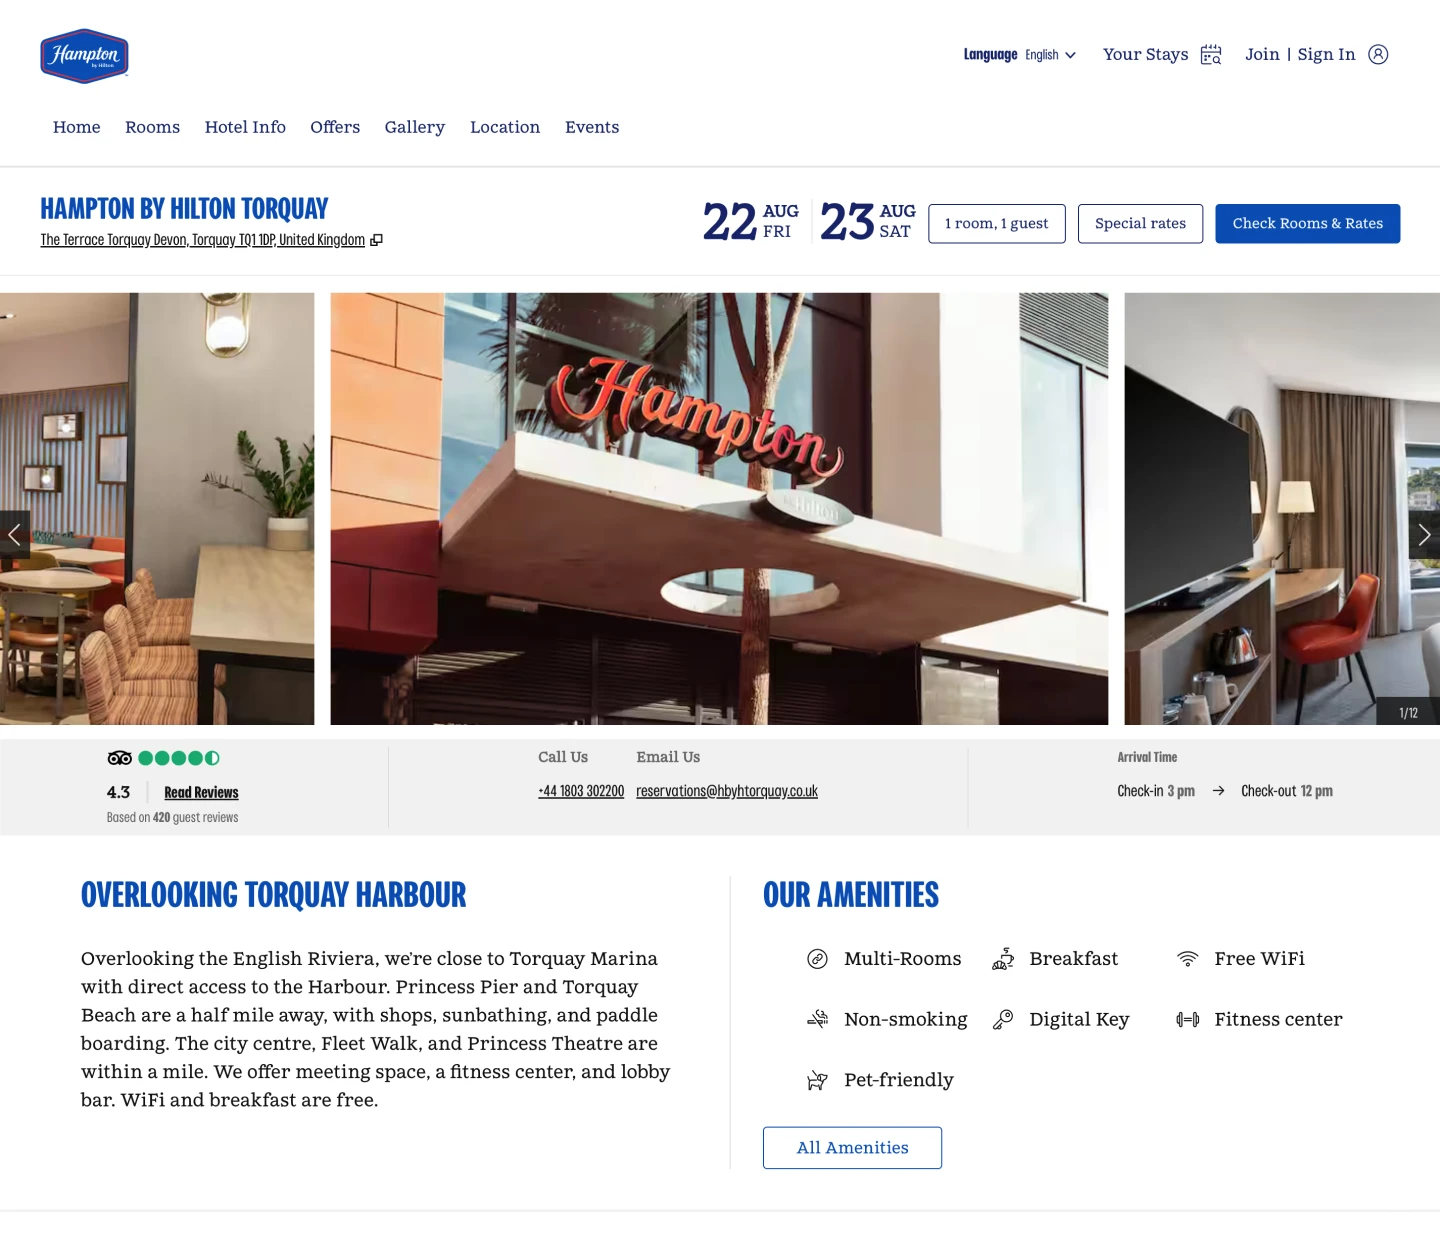 Hampton
by Hilton
Language English
Your Stays
Join | Sign In
Home
Rooms
Hotel Info
Offers
Gallery
Location
Events
HAMPTON BY HILTON TORQUAY
The Terrace Torquay Devon, Torquay TQ1 1DP, United Kingdom
22 AUG FRI
23 AUG SAT
1 room, 1 guest
Special rates
Check Rooms & Rates
Hampton
by Hilton
1/12
4.3
Read Reviews
Based on 420 guest reviews
Call Us
+44 1803 302200
Email Us
reservations@hbyhtorquay.co.uk
Arrival Time
Check-in 3 pm → Check-out 12 pm
OVERLOOKING TORQUAY HARBOUR
Overlooking the English Riviera, we're close to Torquay Marina
with direct access to the Harbour. Princess Pier and Torquay
Beach are a half mile away, with shops, sunbathing, and paddle
boarding. The city centre, Fleet Walk, and Princess Theatre are
within a mile. We offer meeting space, a fitness center, and lobby
bar. WiFi and breakfast are free.
OUR AMENITIES
Multi-Rooms
Breakfast
Free WiFi
Non-smoking
Digital Key
Fitness center
Pet-friendly
All Amenities